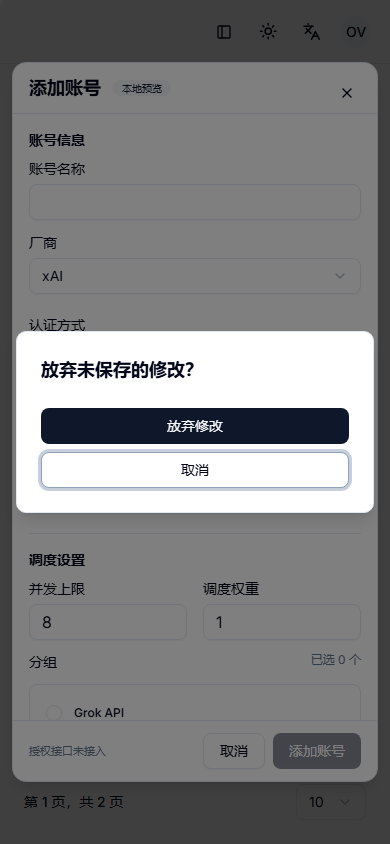 OV
添加账号 本地预览
账号信息
账号名称
厂商
xAI
认证方式
放弃未保存的修改?
放弃修改
取消
调度设置
并发上限 调度权重
8 1
分组 已选 0 个
Grok API
授权接口未接入 取消 添加账号
第 1 页，共 2 页 10